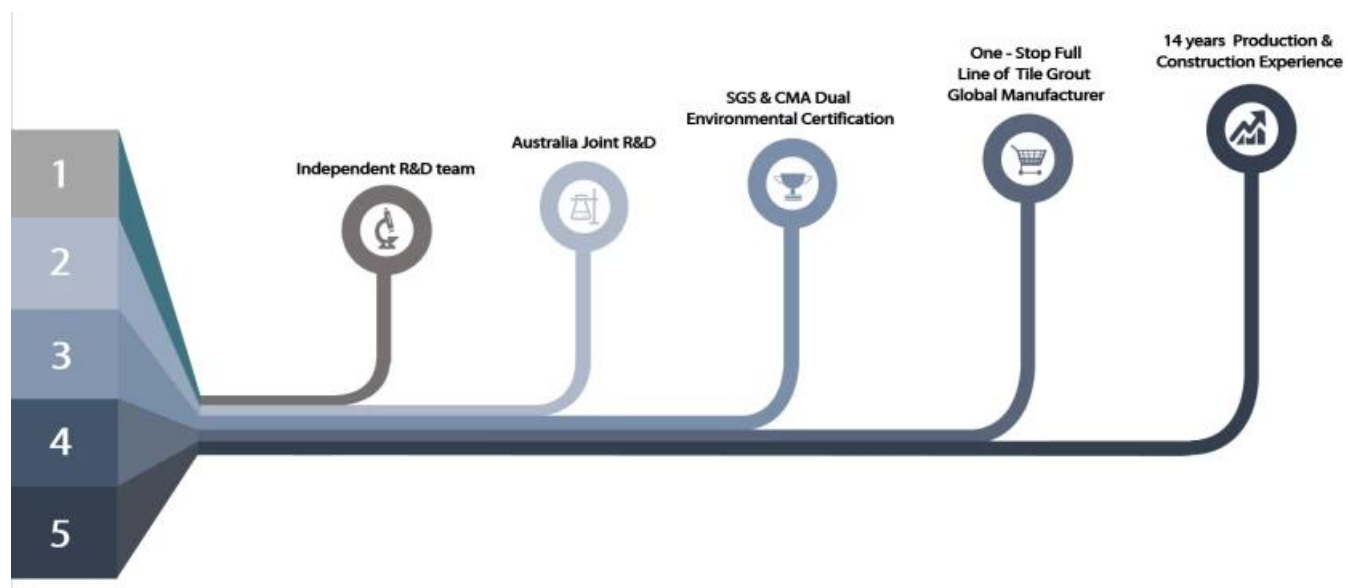 1
2
3
4
5
Independent R&D team
Australia Joint R&D
SGS & CMA Dual
Environmental Certification
One - Stop Full
Line of Tile Grout
Global Manufacturer
14 years Production &
Construction Experience